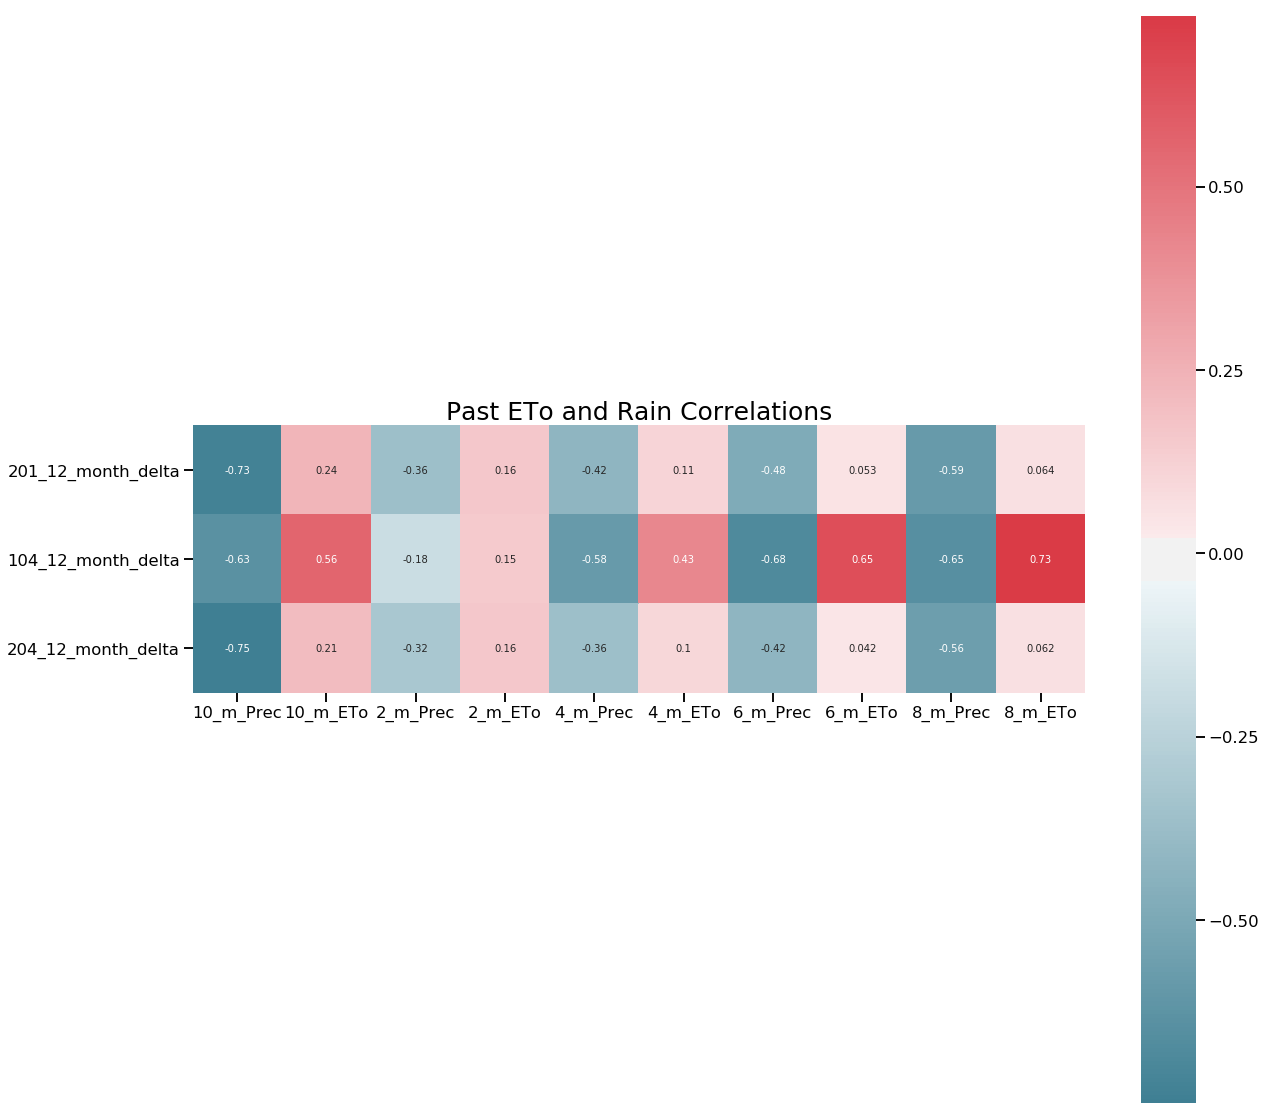 Past ETo and Rain Correlations
201_12_month_delta -0.73 0.24 -0.36 0.16 -0.42 0.11 -0.48 0.053 -0.59 0.064
104_12_month_delta -0.63 0.56 -0.18 0.15 -0.58 0.43 -0.68 0.65 -0.65 0.73
204_12_month_delta -0.75 0.21 -0.32 0.16 -0.36 0.1 -0.42 0.042 -0.56 0.062
10_m_Prec 10_m_ETo 2_m_Prec 2_m_ETo 4_m_Prec 4_m_ETo 6_m_Prec 6_m_ETo 8_m_Prec 8_m_ETo
0.50
0.25
0.00
−0.25
−0.50